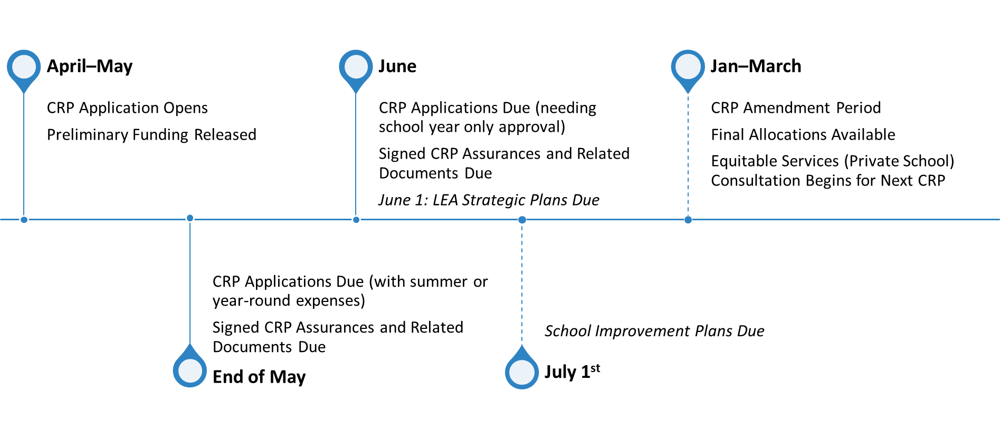 April–May
CRP Application Opens
Preliminary Funding Released
End of May
CRP Applications Due (with summer or
year-round expenses)
Signed CRP Assurances and Related
Documents Due
June
CRP Applications Due (needing
school year only approval)
Signed CRP Assurances and Related
Documents Due
June 1: LEA Strategic Plans Due
July 1st
School Improvement Plans Due
Jan–March
CRP Amendment Period
Final Allocations Available
Equitable Services (Private School)
Consultation Begins for Next CRP